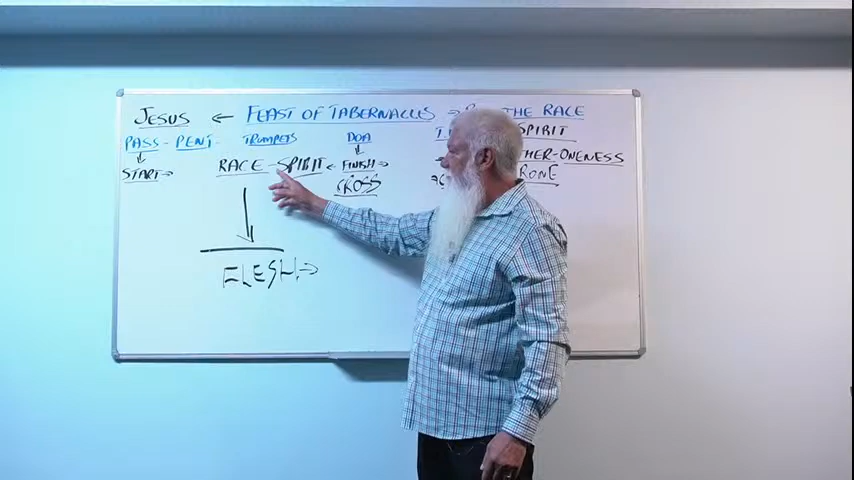 JESUS ← FEAST OF TABERNACLES → THE RACE
PASS - PENT - TRUMPETS DOA SPIRIT
START → RACE - SPIRIT ← FINISH → THER - ONENESS
CROSS RONE
FLESH →